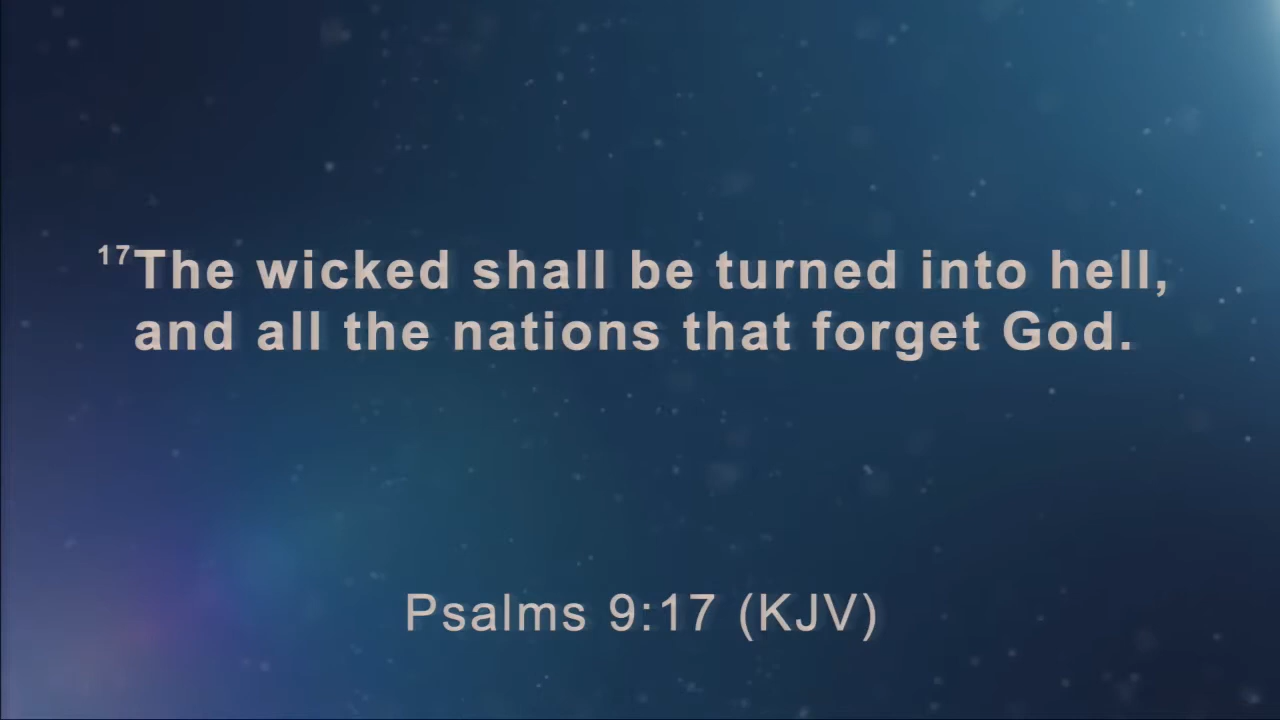 17The wicked shall be turned into hell,
and all the nations that forget God.
Psalms 9:17 (KJV)